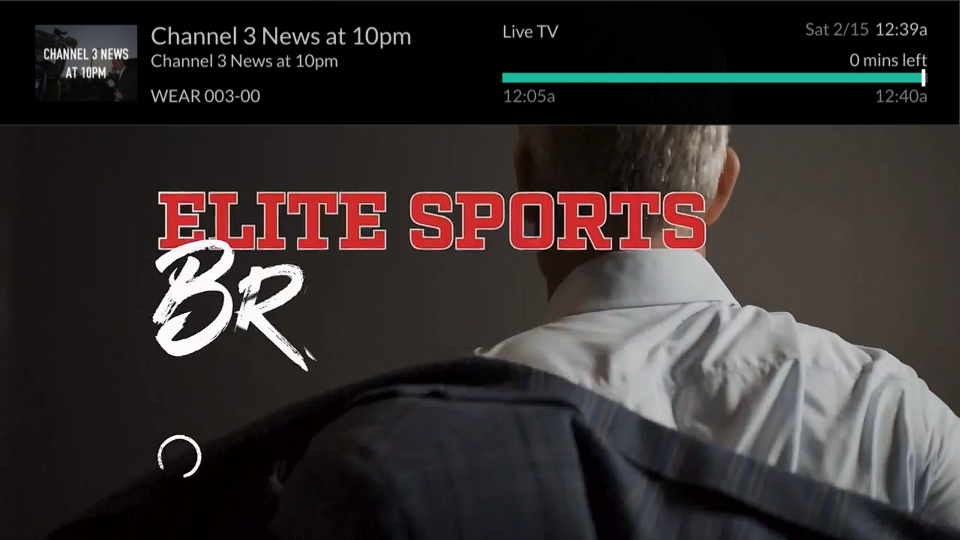 CHANNEL 3 NEWS
AT 10PM
Channel 3 News at 10pm
Channel 3 News at 10pm
WEAR 003-00
Live TV
Sat 2/15 12:39a
0 mins left
12:05a
12:40a
ELITE SPORTS
BR